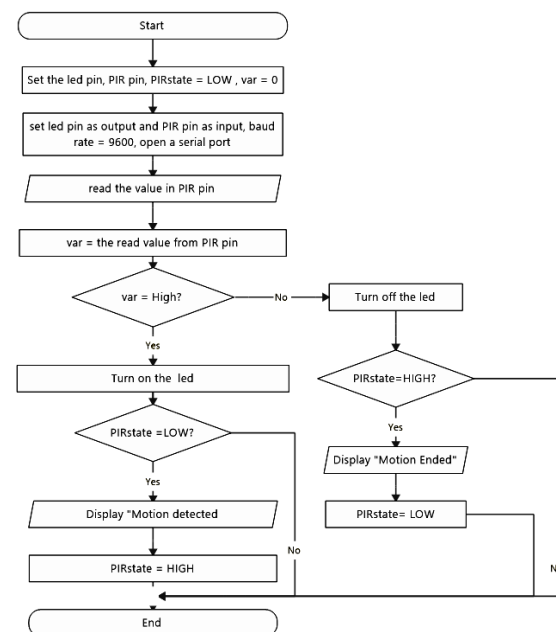 Start
Set the led pin, PIR pin, PIRstate = LOW , var = 0
set led pin as output and PIR pin as input, baud
rate = 9600, open a serial port
read the value in PIR pin
var = the read value from PIR pin
var = High?
No
Turn off the led
Yes
Turn on the led
PIRstate=HIGH?
PIRstate =LOW?
Yes
Display "Motion Ended"
Yes
Display "Motion detected
PIRstate= LOW
No
PIRstate = HIGH
N
End